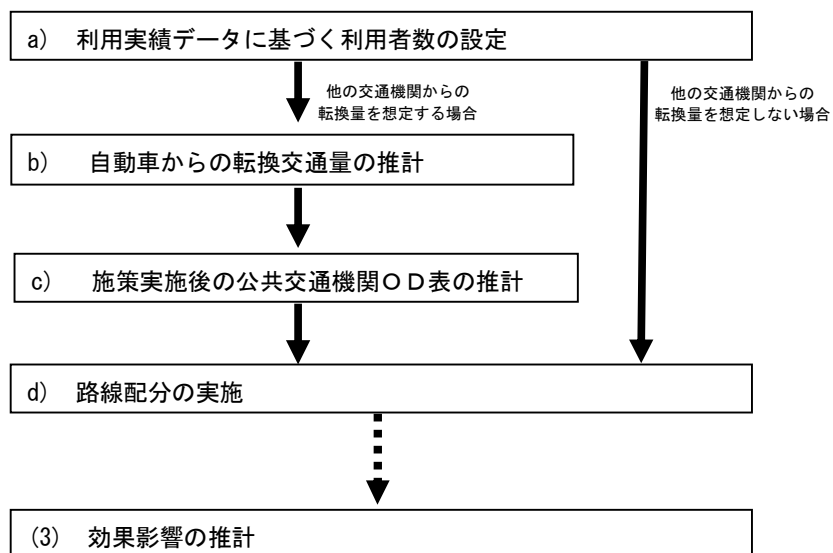 a) 利用実績データに基づく利用者数の設定
他の交通機関からの
転換量を想定する場合
他の交通機関からの
転換量を想定しない場合
b) 自動車からの転換交通量の推計
c) 施策実施後の公共交通機関OD表の推計
d) 路線配分の実施
(3) 効果影響の推計